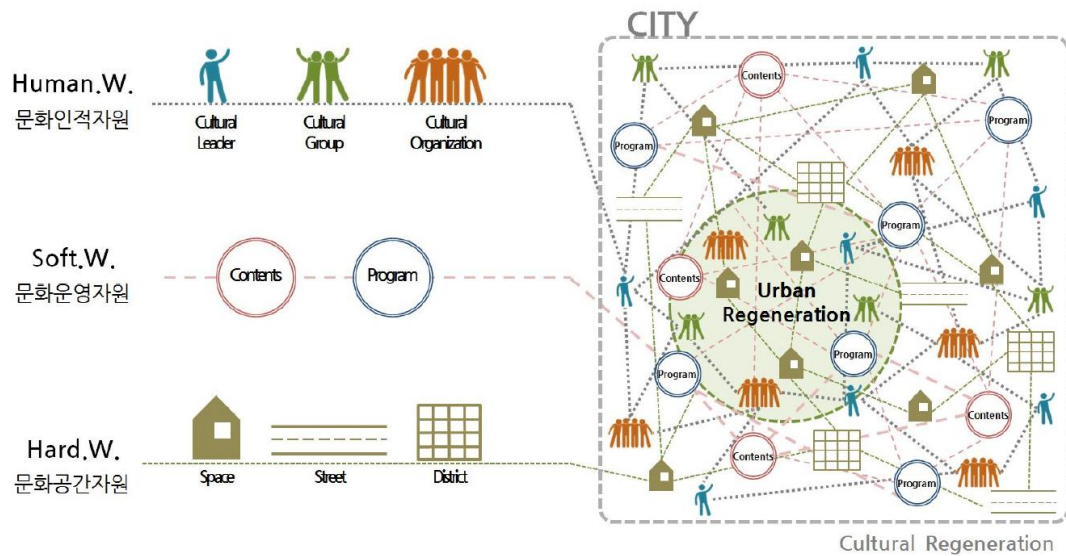 CITY
Human.W.
문화인적자원
Cultural
Leader
Cultural
Group
Cultural
Organization
Soft.W.
문화운영자원
Contents
Program
Hard.W.
문화공간자원
Space
Street
District
Contents
Program
Program
Program
Contents
Urban
Regeneration
Program
Program
Contents
Contents
Program
Cultural Regeneration